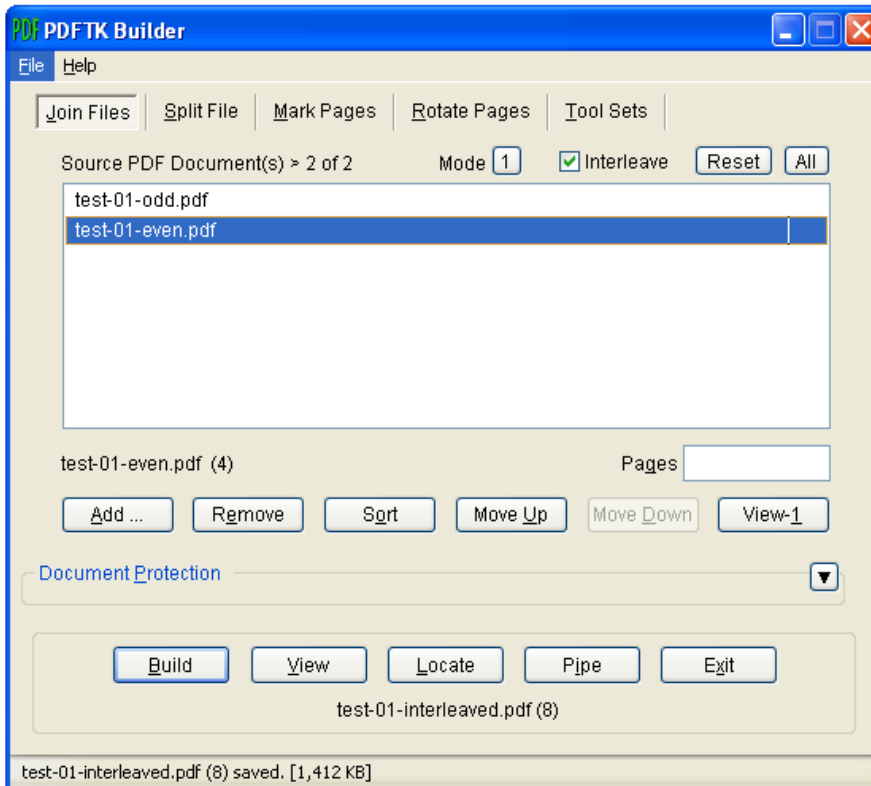 PDF PDFTK Builder
File Help
Join Files Split File Mark Pages Rotate Pages Tool Sets
Source PDF Document(s) > 2 of 2 Mode 1 Interleave Reset All
test-01-odd.pdf
test-01-even.pdf
test-01-even.pdf (4) Pages
Add ... Remove Sort Move Up Move Down View-1
Document Protection
Build View Locate Pipe Exit
test-01-interleaved.pdf (8)
test-01-interleaved.pdf (8) saved. [1,412 KB]